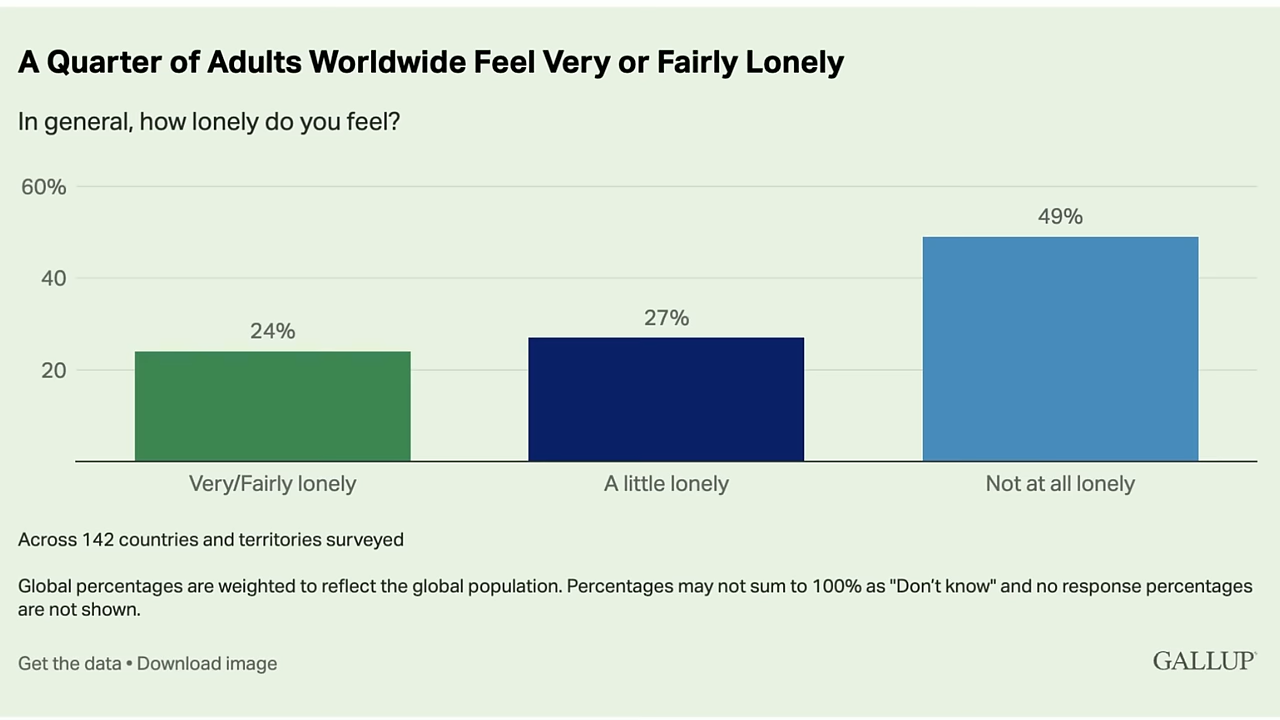 A Quarter of Adults Worldwide Feel Very or Fairly Lonely
In general, how lonely do you feel?
60%
40
20
24%
27%
49%
Very/Fairly lonely
A little lonely
Not at all lonely
Across 142 countries and territories surveyed
Global percentages are weighted to reflect the global population. Percentages may not sum to 100% as "Don’t know" and no response percentages
are not shown.
Get the data • Download image
GALLUP